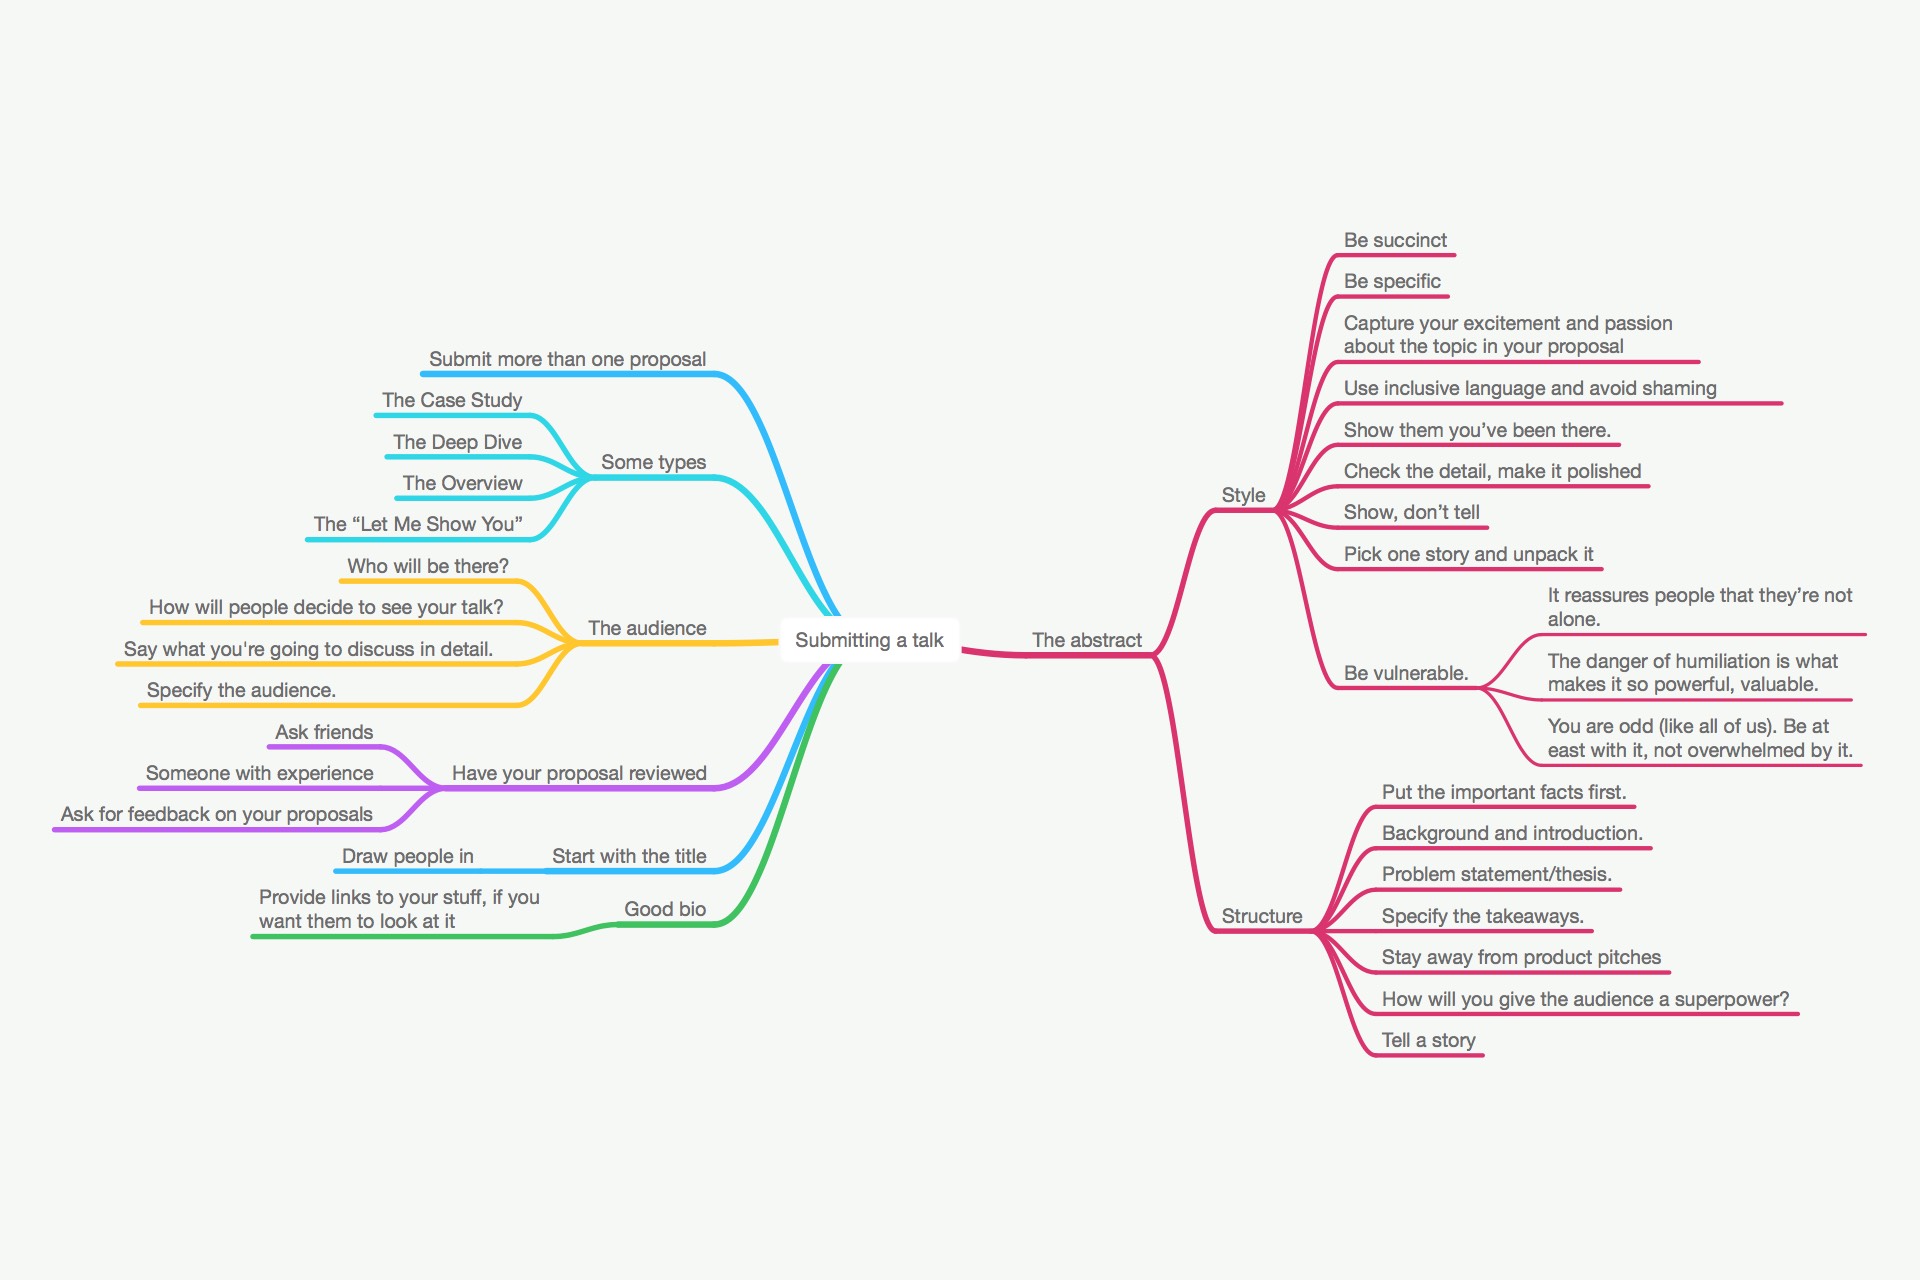 Submitting a talk
Submit more than one proposal
Some types
The Case Study
The Deep Dive
The Overview
The “Let Me Show You”
The audience
Who will be there?
How will people decide to see your talk?
Say what you're going to discuss in detail.
Specify the audience.
Have your proposal reviewed
Ask friends
Someone with experience
Ask for feedback on your proposals
Start with the title
Draw people in
Good bio
Provide links to your stuff, if you
want them to look at it
The abstract
Style
Be succinct
Be specific
Capture your excitement and passion
about the topic in your proposal
Use inclusive language and avoid shaming
Show them you’ve been there.
Check the detail, make it polished
Show, don’t tell
Pick one story and unpack it
Be vulnerable.
It reassures people that they’re not
alone.
The danger of humiliation is what
makes it so powerful, valuable.
You are odd (like all of us). Be at
east with it, not overwhelmed by it.
Structure
Put the important facts first.
Background and introduction.
Problem statement/thesis.
Specify the takeaways.
Stay away from product pitches
How will you give the audience a superpower?
Tell a story